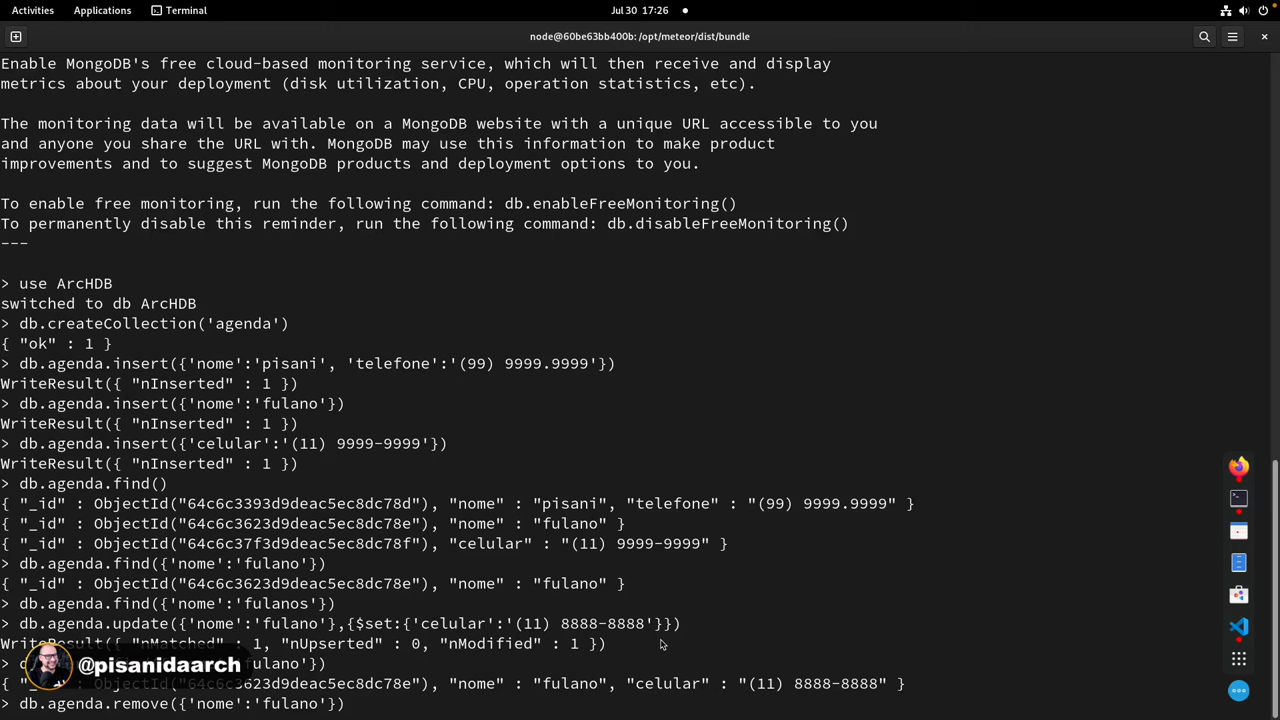 Activities Applications Terminal Jul 30 17:26
node@60be63bb400b: /opt/meteor/dist/bundle
Enable MongoDB's free cloud-based monitoring service, which will then receive and display
metrics about your deployment (disk utilization, CPU, operation statistics, etc).
The monitoring data will be available on a MongoDB website with a unique URL accessible to you
and anyone you share the URL with. MongoDB may use this information to make product
improvements and to suggest MongoDB products and deployment options to you.
To enable free monitoring, run the following command: db.enableFreeMonitoring()
To permanently disable this reminder, run the following command: db.disableFreeMonitoring()
---
> use ArcHDB
switched to db ArcHDB
> db.createCollection('agenda')
{ "ok" : 1 }
> db.agenda.insert({'nome':'pisani', 'telefone':'(99) 9999.9999'})
WriteResult({ "nInserted" : 1 })
> db.agenda.insert({'nome':'fulano'})
WriteResult({ "nInserted" : 1 })
> db.agenda.insert({'celular':'(11) 9999-9999'})
WriteResult({ "nInserted" : 1 })
> db.agenda.find()
{ "_id" : ObjectId("64c6c3393d9deac5ec8dc78d"), "nome" : "pisani", "telefone" : "(99) 9999.9999" }
{ "_id" : ObjectId("64c6c3623d9deac5ec8dc78e"), "nome" : "fulano" }
{ "_id" : ObjectId("64c6c37f3d9deac5ec8dc78f"), "celular" : "(11) 9999-9999" }
> db.agenda.find({'nome':'fulano'})
{ "_id" : ObjectId("64c6c3623d9deac5ec8dc78e"), "nome" : "fulano" }
> db.agenda.find({'nome':'fulanos'})
> db.agenda.update({'nome':'fulano'},{$set:{'celular':'(11) 8888-8888'}})
WriteResult({ "nMatched" : 1, "nUpserted" : 0, "nModified" : 1 })
> fulano'})
@pisanidaarch
{ "_id" : ObjectId("64c6c3623d9deac5ec8dc78e"), "nome" : "fulano", "celular" : "(11) 8888-8888" }
> db.agenda.remove({'nome':'fulano'})